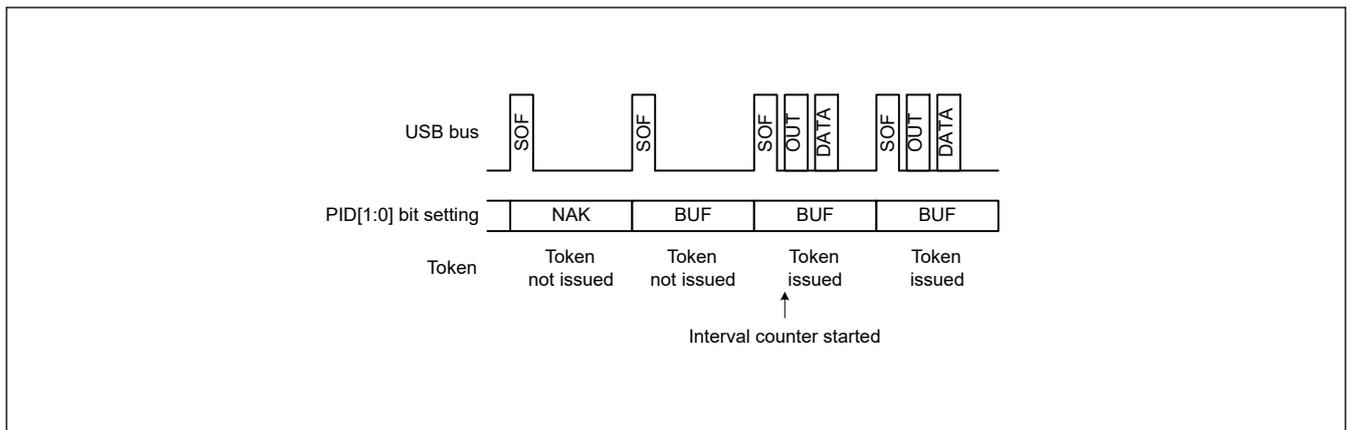 USB bus
SOF
SOF
SOF
OUT
DATA
SOF
OUT
DATA
PID[1:0] bit setting
NAK
BUF
BUF
BUF
Token
Token
not issued
Token
not issued
Token
issued
Token
issued
Interval counter started